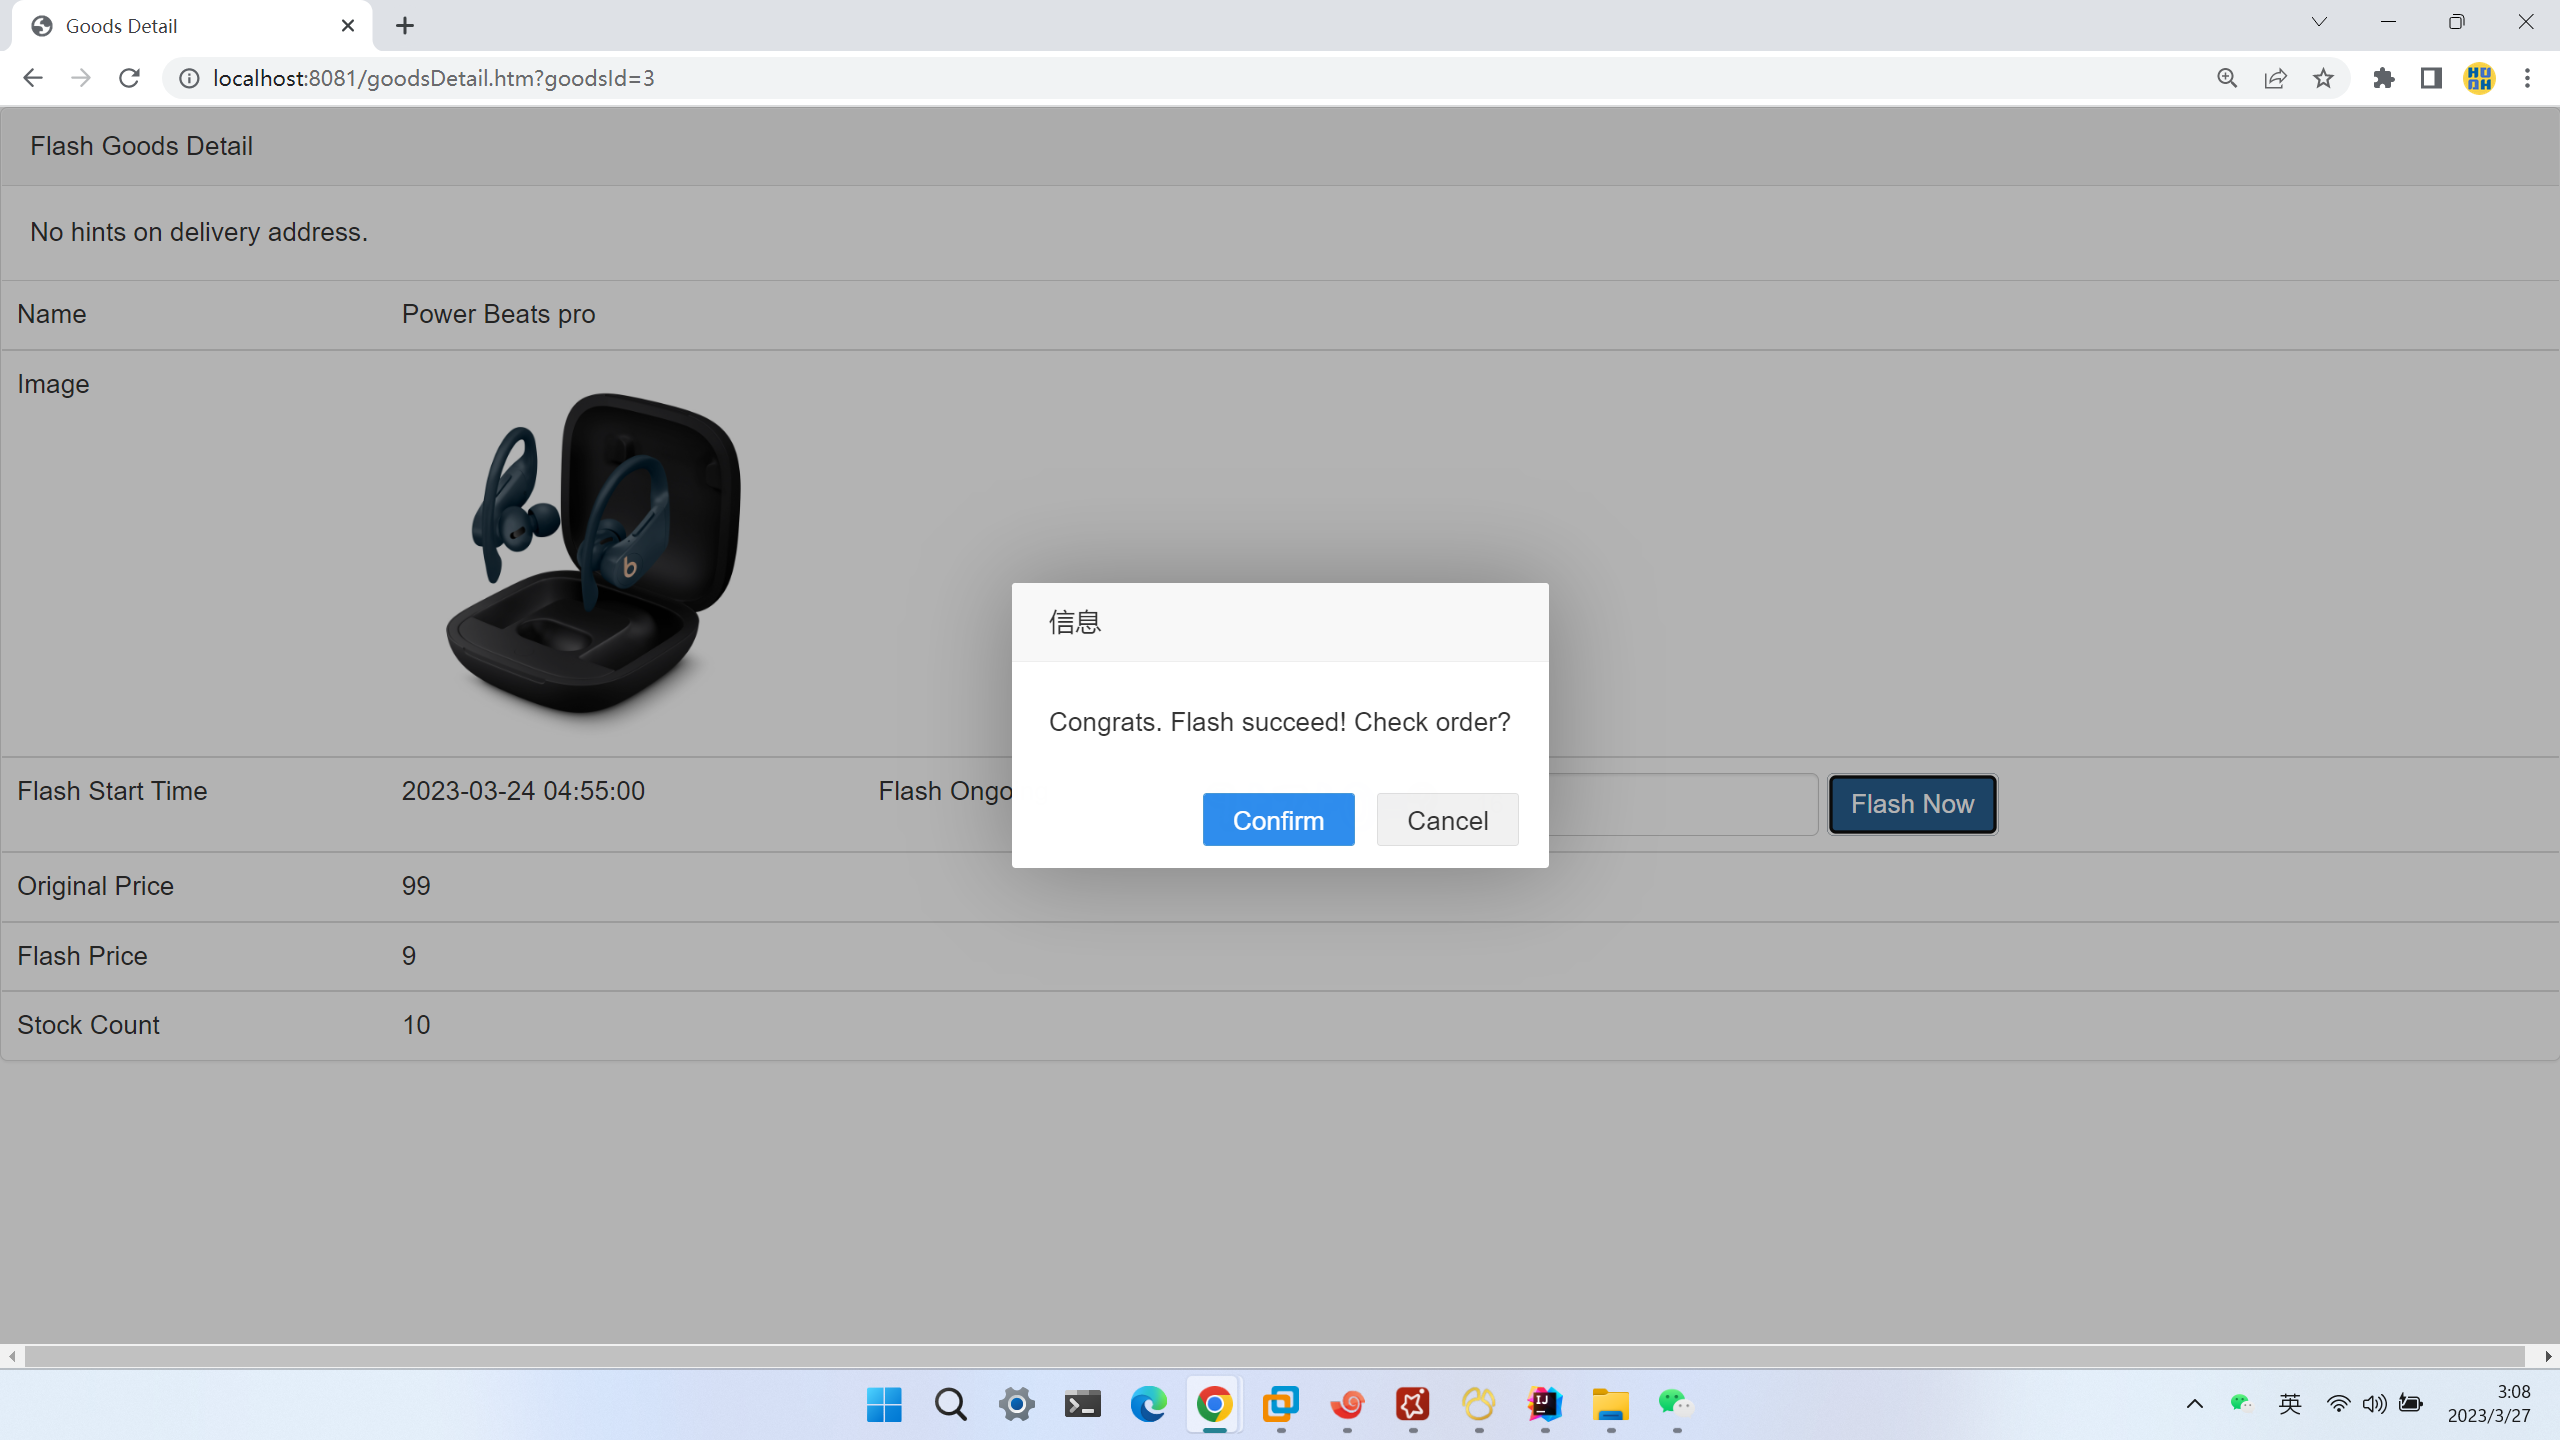 Goods Detail
localhost:8081/goodsDetail.htm?goodsId=3
Flash Goods Detail
No hints on delivery address.
Name Power Beats pro
Image
b
信息
Congrats. Flash succeed! Check order?
Confirm Cancel
Flash Start Time 2023-03-24 04:55:00 Flash Ongo Flash Now
Original Price 99
Flash Price 9
Stock Count 10
IJ
英
3:08
2023/3/27